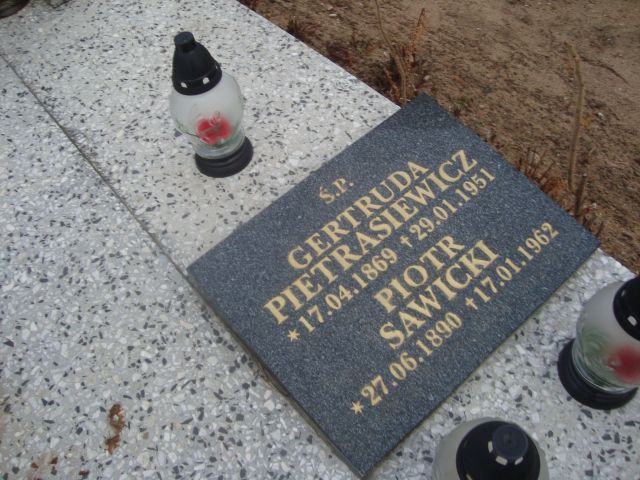 Ś.P.
GERTRUDA
PIETRASIEWICZ
*17.04.1869 †29.01.1951
PIOTR
SAWICKI
*27.06.1890 †17.01.1962